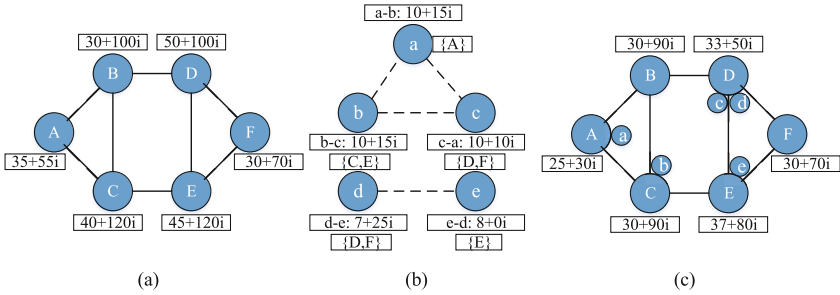 30+100i
50+100i
B
D
A
F
35+55i
30+70i
C
E
40+120i
45+120i
(a)
a-b: 10+15i
a
{A}
b
c
b-c: 10+15i
c-a: 10+10i
{C,E}
{D,F}
d
e
d-e: 7+25i
e-d: 8+0i
{D,F}
{E}
(b)
30+90i
33+50i
B
D
c
d
A
a
F
25+30i
30+70i
b
e
C
E
30+90i
37+80i
(c)